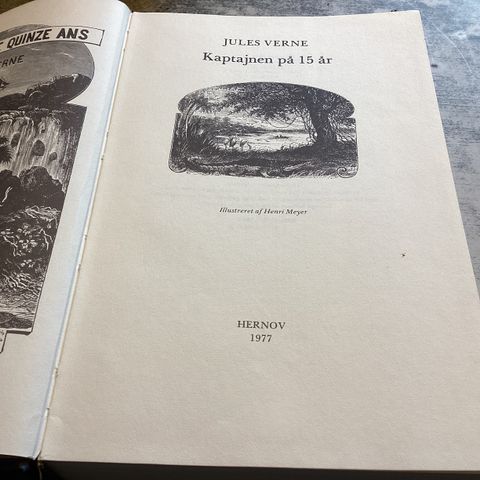 QUINZE ANS
RNE
JULES VERNE
Kaptajnen på 15 år
Illustreret af Henri Meyer
HERNOV
1977